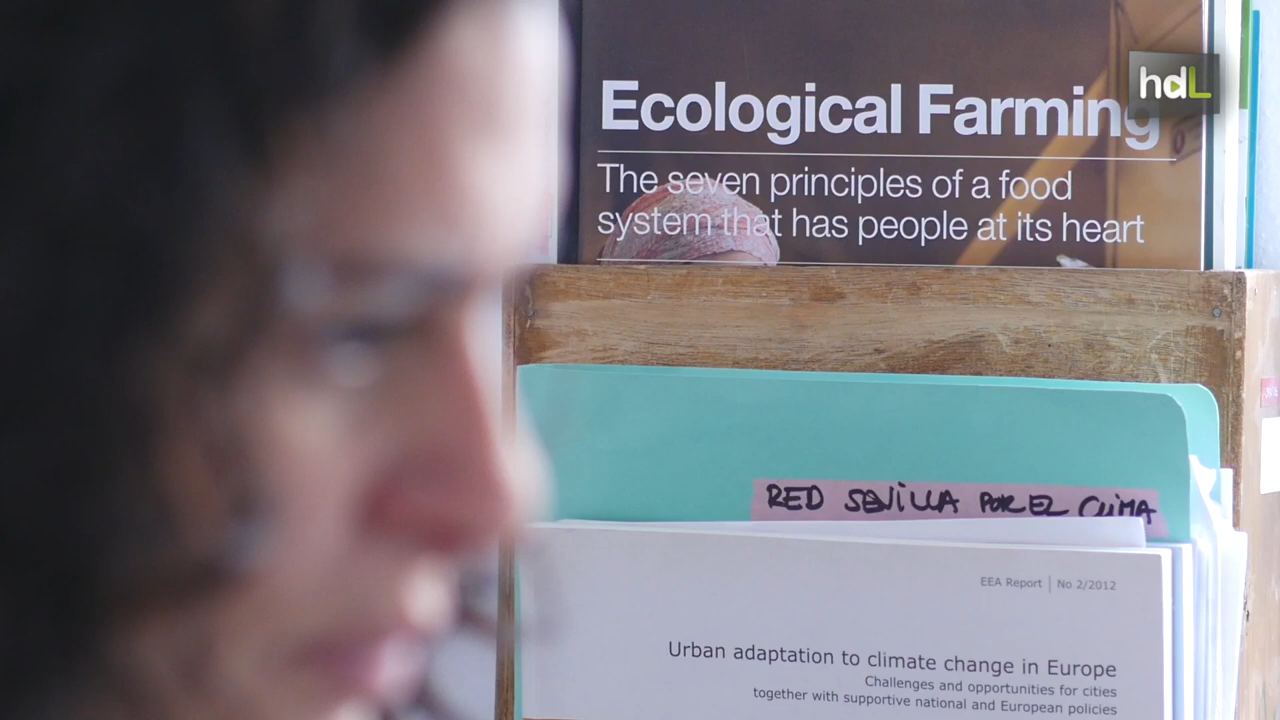 hdL
Ecological Farming
The seven principles of a food
system that has people at its heart
RED SEVILLA POR EL CLIMA
EEA Report | No 2/2012
Urban adaptation to climate change in Europe
Challenges and opportunities for cities
together with supportive national and European policies